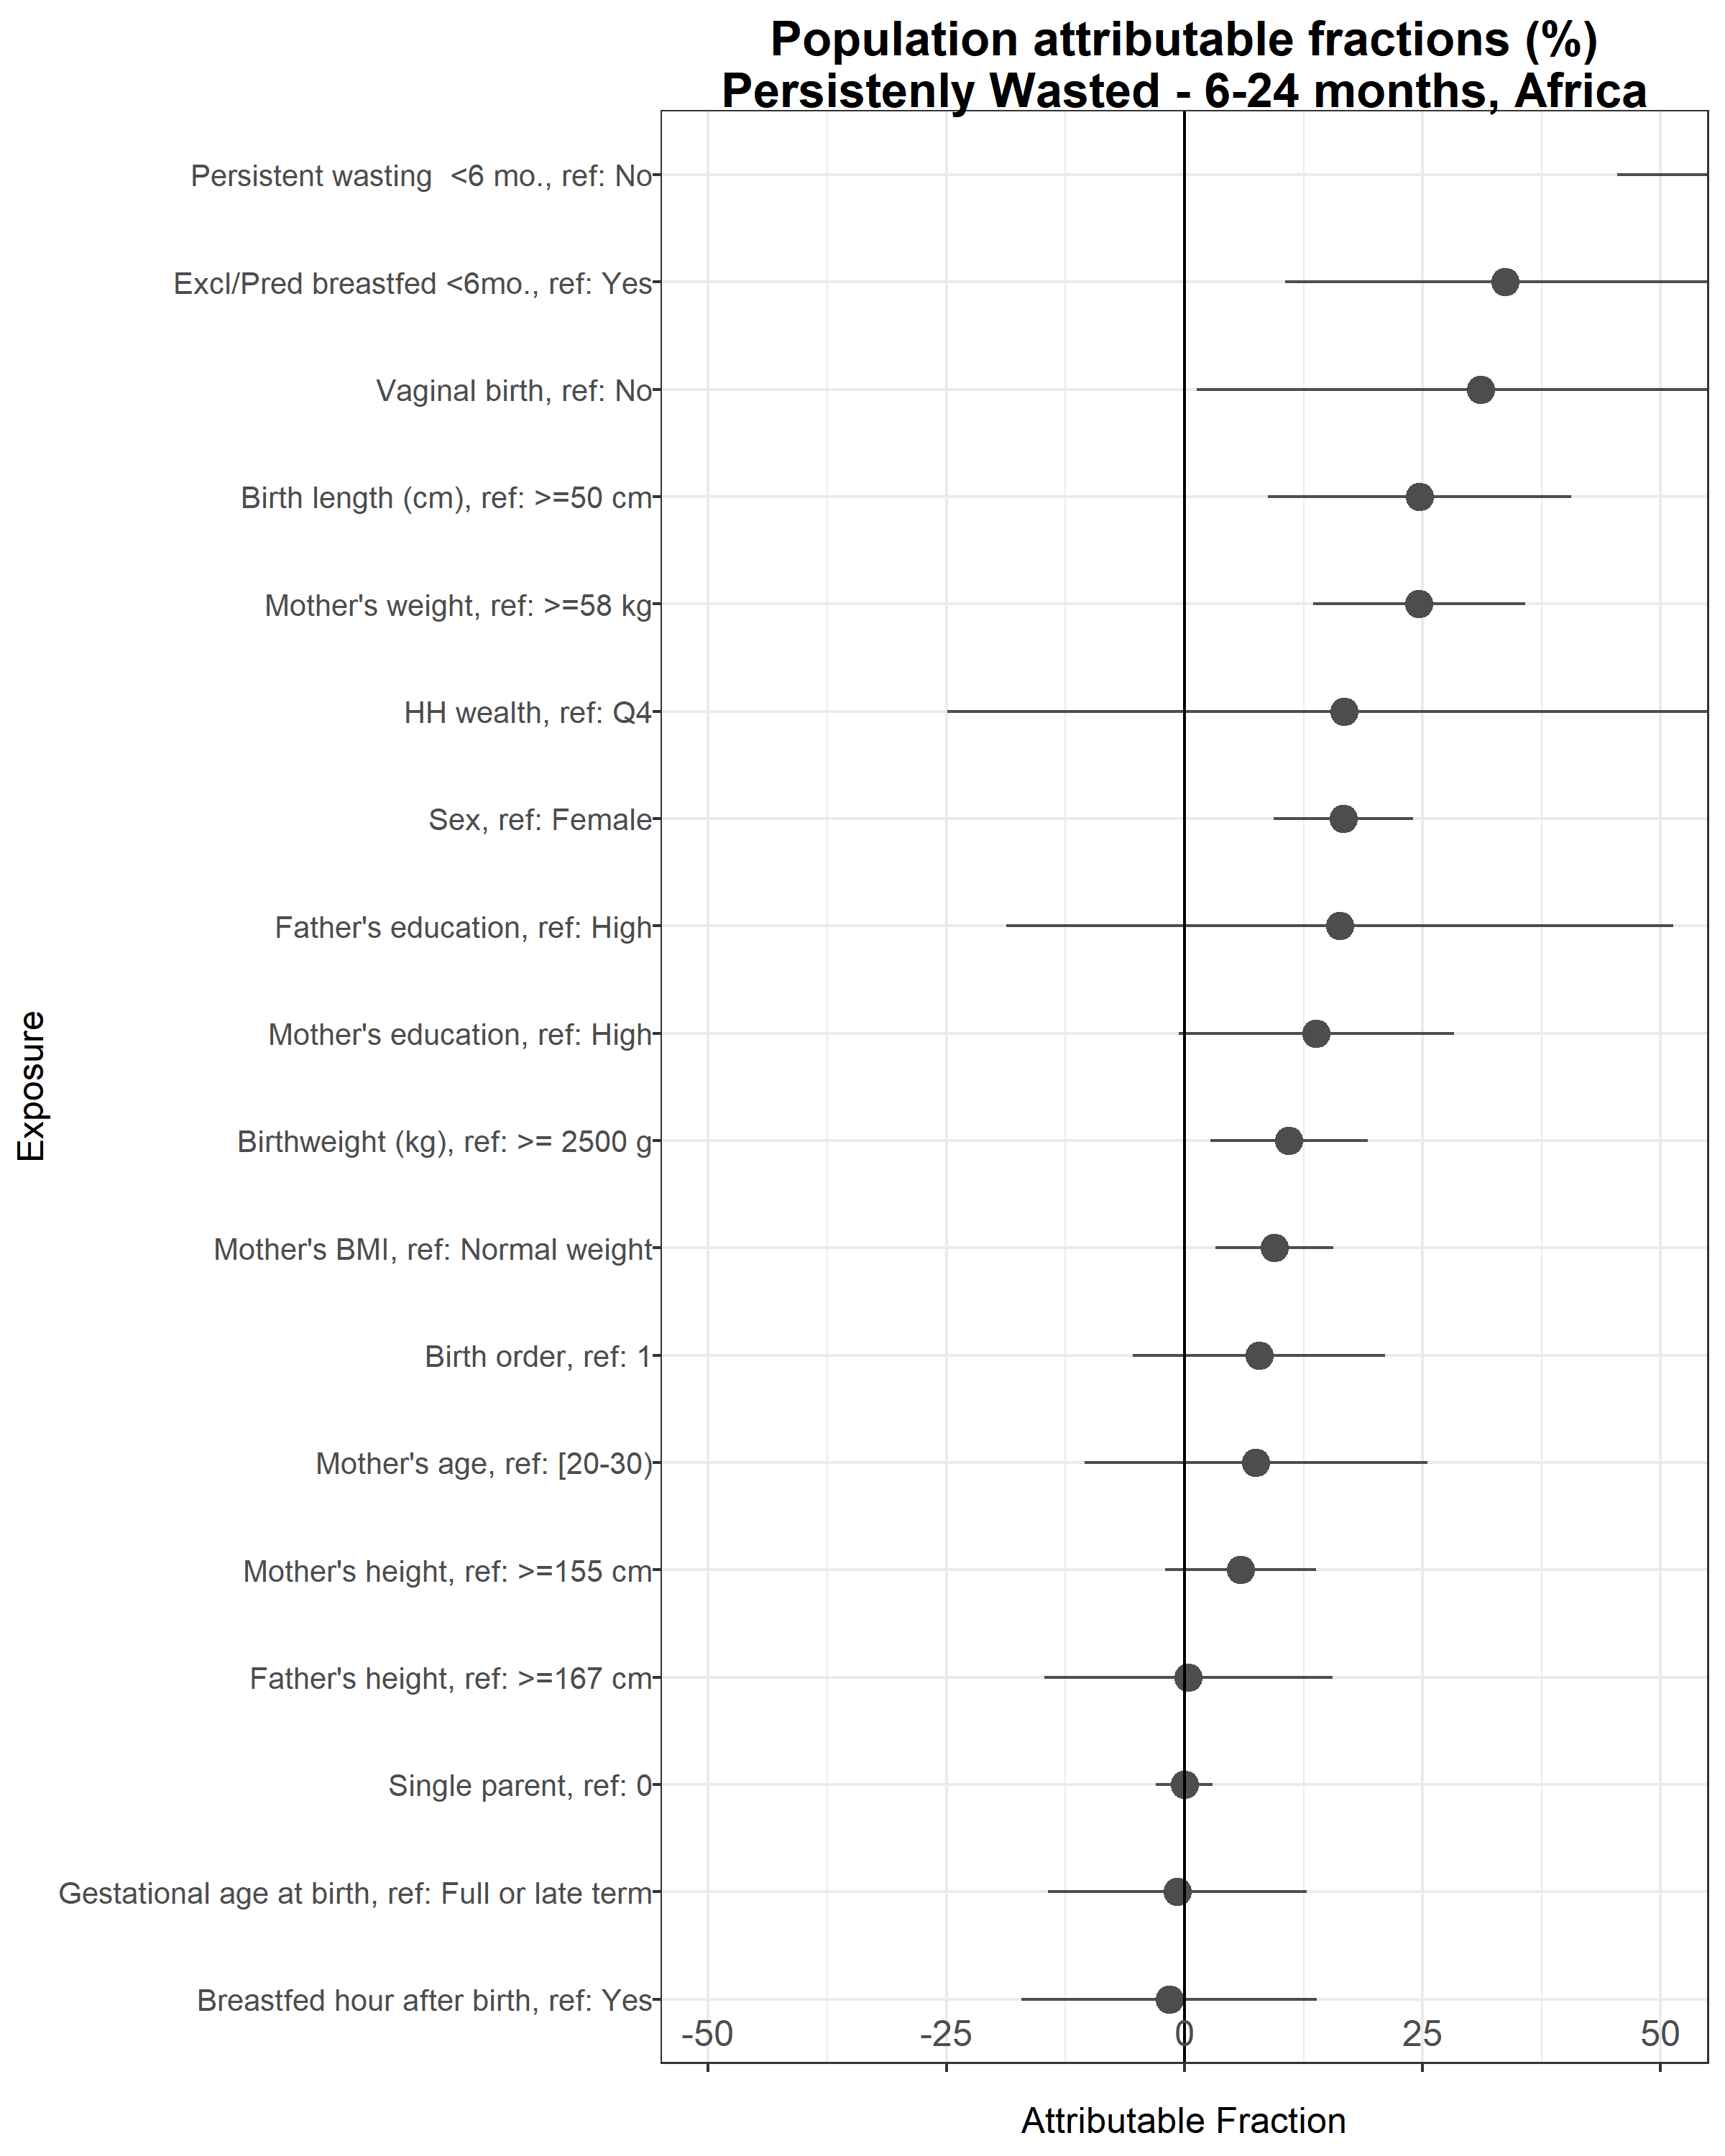 Population attributable fractions (%)
Persistenly Wasted - 6-24 months, Africa
Persistent wasting  <6 mo., ref: No
Excl/Pred breastfed <6mo., ref: Yes
Vaginal birth, ref: No
Birth length (cm), ref: >=50 cm
Mother's weight, ref: >=58 kg
HH wealth, ref: Q4
Sex, ref: Female
Father's education, ref: High
Mother's education, ref: High
Birthweight (kg), ref: >= 2500 g
Mother's BMI, ref: Normal weight
Birth order, ref: 1
Mother's age, ref: [20-30)
Mother's height, ref: >=155 cm
Father's height, ref: >=167 cm
Single parent, ref: 0
Gestational age at birth, ref: Full or late term
Breastfed hour after birth, ref: Yes
Exposure
-50 -25 0 25 50
Attributable Fraction